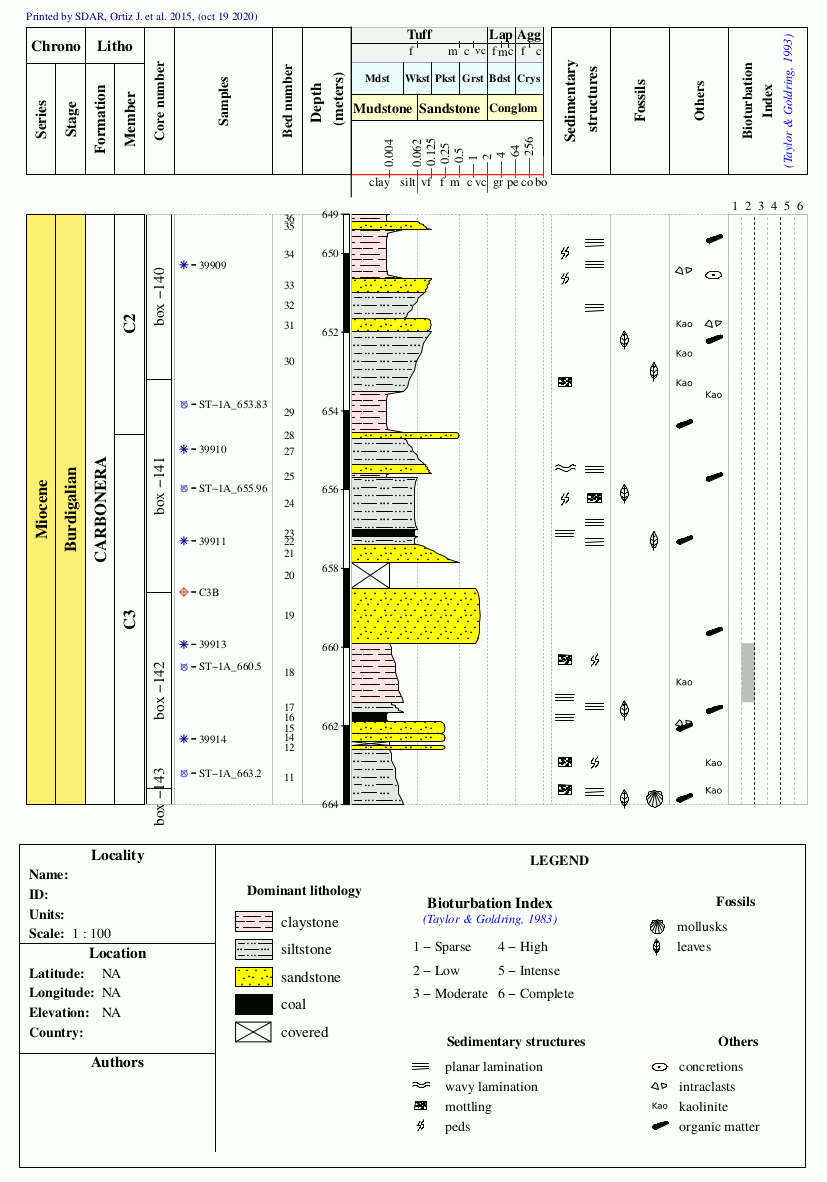 Printed by SDAR, Ortiz J. et al. 2015, (oct 19 2020)
Chrono Litho
Series
Stage
Formation
Member
Core number
Samples
Bed number
Depth
(meters)
Tuff Lap Agg
f m c vc f m c f c
Mdst Wkst Pkst Grst Bdst Crys
Mudstone Sandstone Conglom
0.004 0.062 0.125 0.25 0.5 1 2 4 64 256
clay silt vf f m c vc gr pe co bo
Sedimentary
structures
Fossils
Others
Bioturbation
Index
(Taylor & Goldring, 1993)
1 2 3 4 5 6
Miocene
Burdigalian
CARBONERA
C2
C3
box −140
box −141
box −142
box −143
39909
ST−1A_653.83
39910
ST−1A_655.96
39911
C3B
39913
ST−1A_660.5
39914
ST−1A_663.2
36
35
34
33
32
31
30
29
28
27
25
24
23
22
21
20
19
18
17
16
15
14
12
11
649
650
652
654
656
658
660
662
664
Kao
Kao
Kao
Kao
Kao
Kao
Kao
Locality
Name:
ID:
Units:
Scale: 1 : 100
Location
Latitude: NA
Longitude: NA
Elevation: NA
Country:
Authors
LEGEND
Dominant lithology
claystone
siltstone
sandstone
coal
covered
Bioturbation Index
(Taylor & Goldring, 1983)
1 − Sparse 4 − High
2 − Low 5 − Intense
3 − Moderate 6 − Complete
Fossils
mollusks
leaves
Sedimentary structures
planar lamination
wavy lamination
mottling
peds
Others
concretions
intraclasts
Kao kaolinite
organic matter